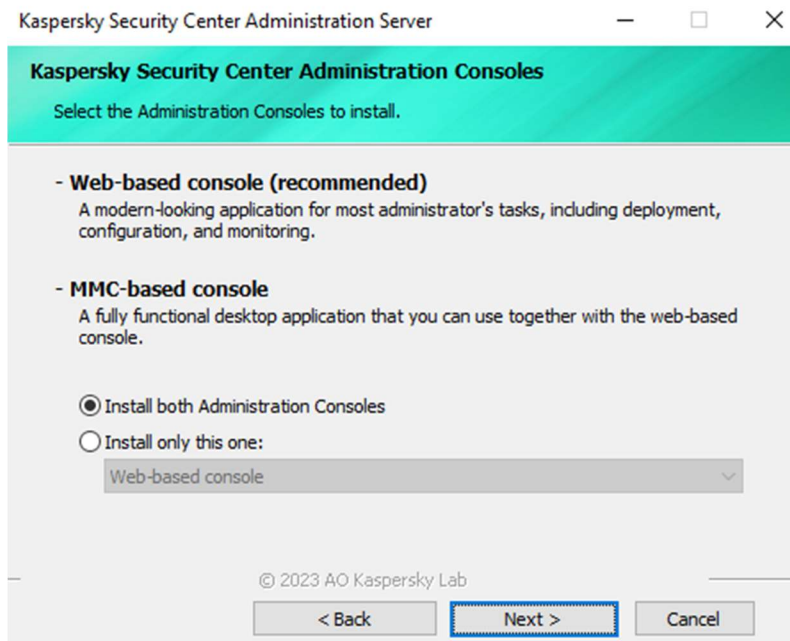 Kaspersky Security Center Administration Server
Kaspersky Security Center Administration Consoles
Select the Administration Consoles to install.
- Web-based console (recommended)
A modern-looking application for most administrator's tasks, including deployment,
configuration, and monitoring.
- MMC-based console
A fully functional desktop application that you can use together with the web-based
console.
Install both Administration Consoles
Install only this one:
Web-based console
© 2023 AO Kaspersky Lab
< Back Next > Cancel